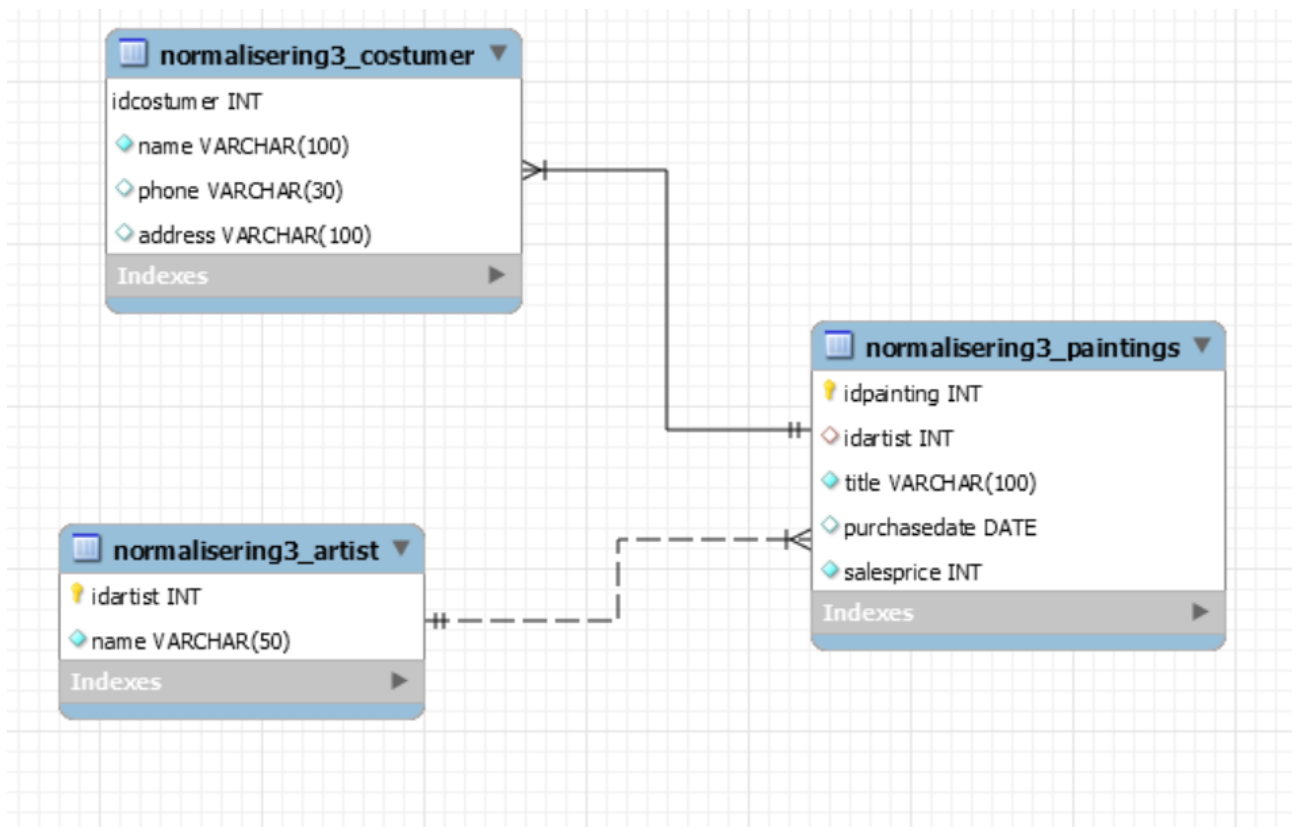 normalisering3_costumer
idcostumer INT
name VARCHAR(100)
phone VARCHAR(30)
address VARCHAR(100)
Indexes
normalisering3_paintings
idpainting INT
idartist INT
title VARCHAR(100)
purchasedate DATE
salesprice INT
Indexes
normalisering3_artist
idartist INT
name VARCHAR(50)
Indexes